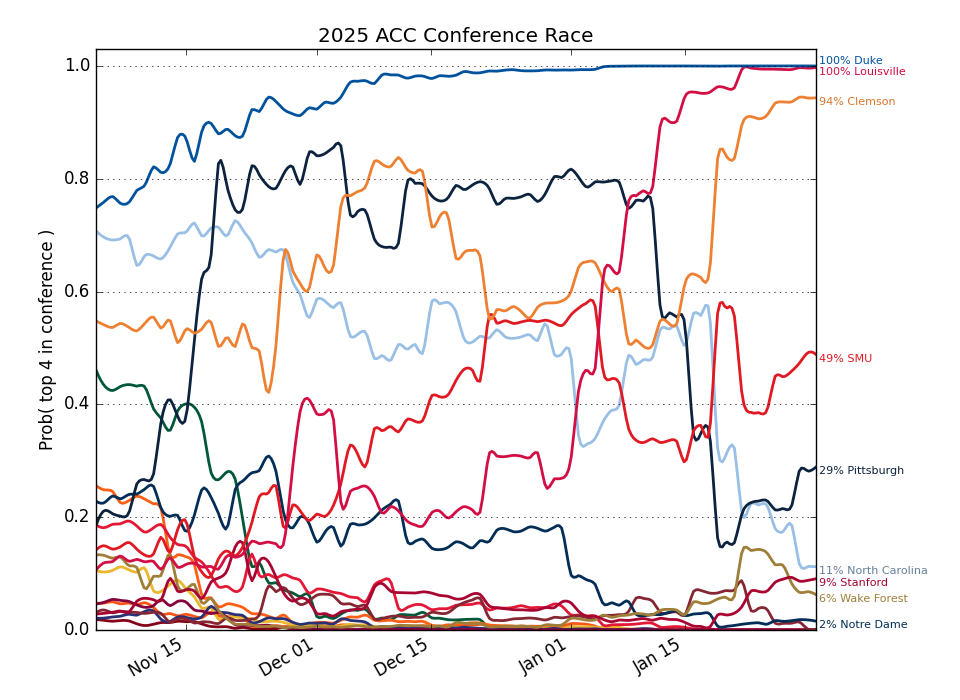 2025 ACC Conference Race
Prob( top 4 in conference )
1.0
0.8
0.6
0.4
0.2
0.0
Nov 15
Dec 01
Dec 15
Jan 01
Jan 15
100% Duke
100% Louisville
94% Clemson
49% SMU
29% Pittsburgh
11% North Carolina
9% Stanford
6% Wake Forest
2% Notre Dame